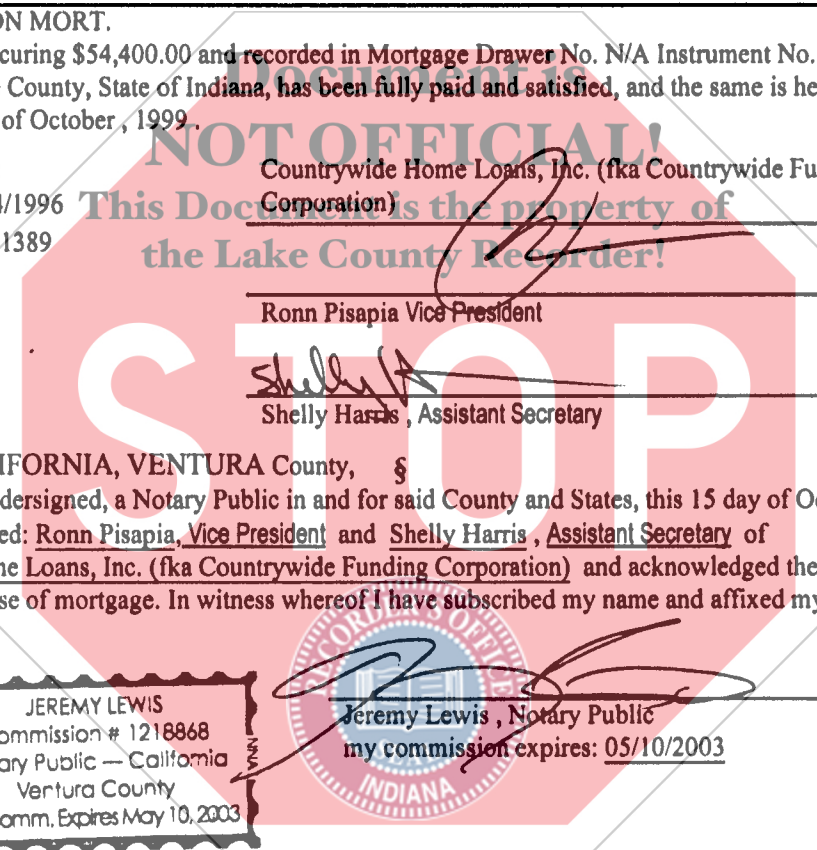 ON MORT.
curing $54,400.00 and recorded in Mortgage Drawer No. N/A Instrument No.
County, State of Indiana, has been fully paid and satisfied, and the same is he
of October , 1999 .
Document is
NOT OFFICIAL!
This Document is the property of
the Lake County Recorder!
STOP
Countrywide Home Loans, Inc. (fka Countrywide Fu
Corporation)
4/1996
1389
Ronn Pisapia Vice President
Shelly H
Shelly Harris , Assistant Secretary
IFORNIA, VENTURA County, §
dersigned, a Notary Public in and for said County and States, this 15 day of Oc
ed: Ronn Pisapia, Vice President and Shelly Harris , Assistant Secretary of
ne Loans, Inc. (fka Countrywide Funding Corporation) and acknowledged the
se of mortgage. In witness whereof I have subscribed my name and affixed my
RECORDER'S OFFICE
SEAL
INDIANA
Jeremy Lewis , Notary Public
my commission expires: 05/10/2003
JEREMY LEWIS
ommission # 1218868
ary Public — California
Ventura County
omm. Expires May 10, 2003
NNA